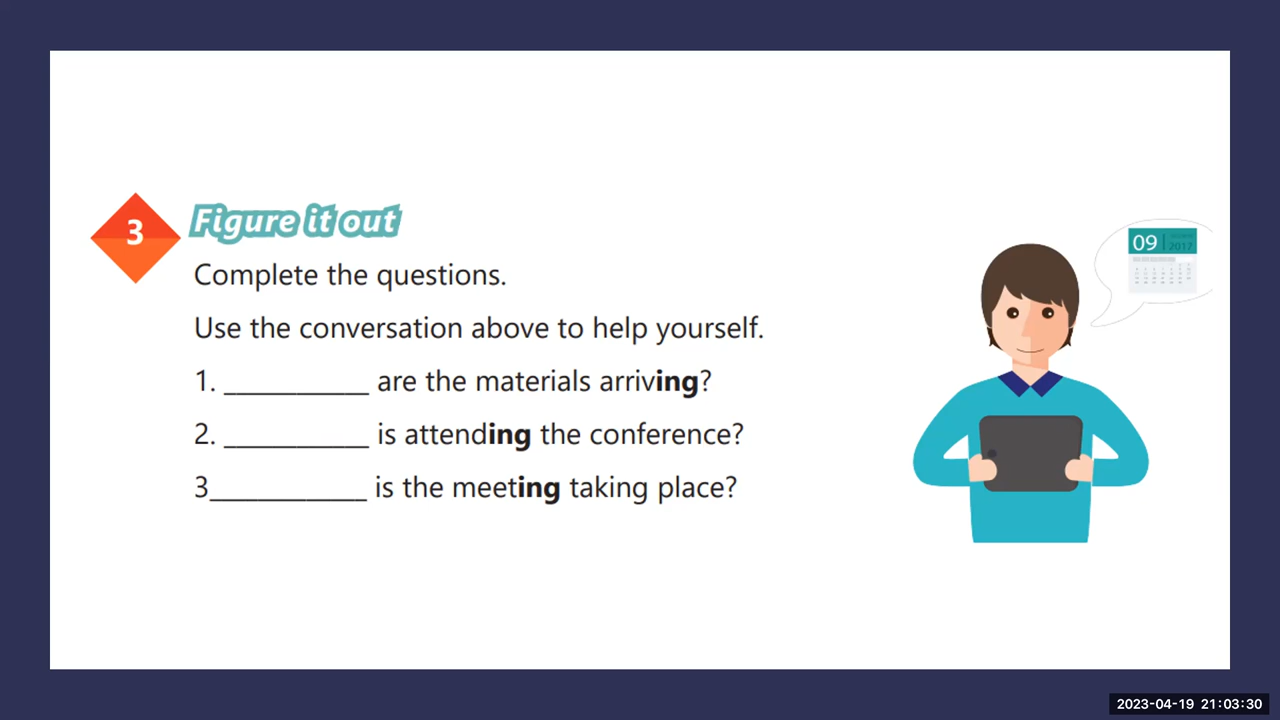 3
Figure it out
Complete the questions.
Use the conversation above to help yourself.
1. ___________ are the materials arriving?
2. ___________ is attending the conference?
3____________ is the meeting taking place?
09
2017
2023-04-19 21:03:30